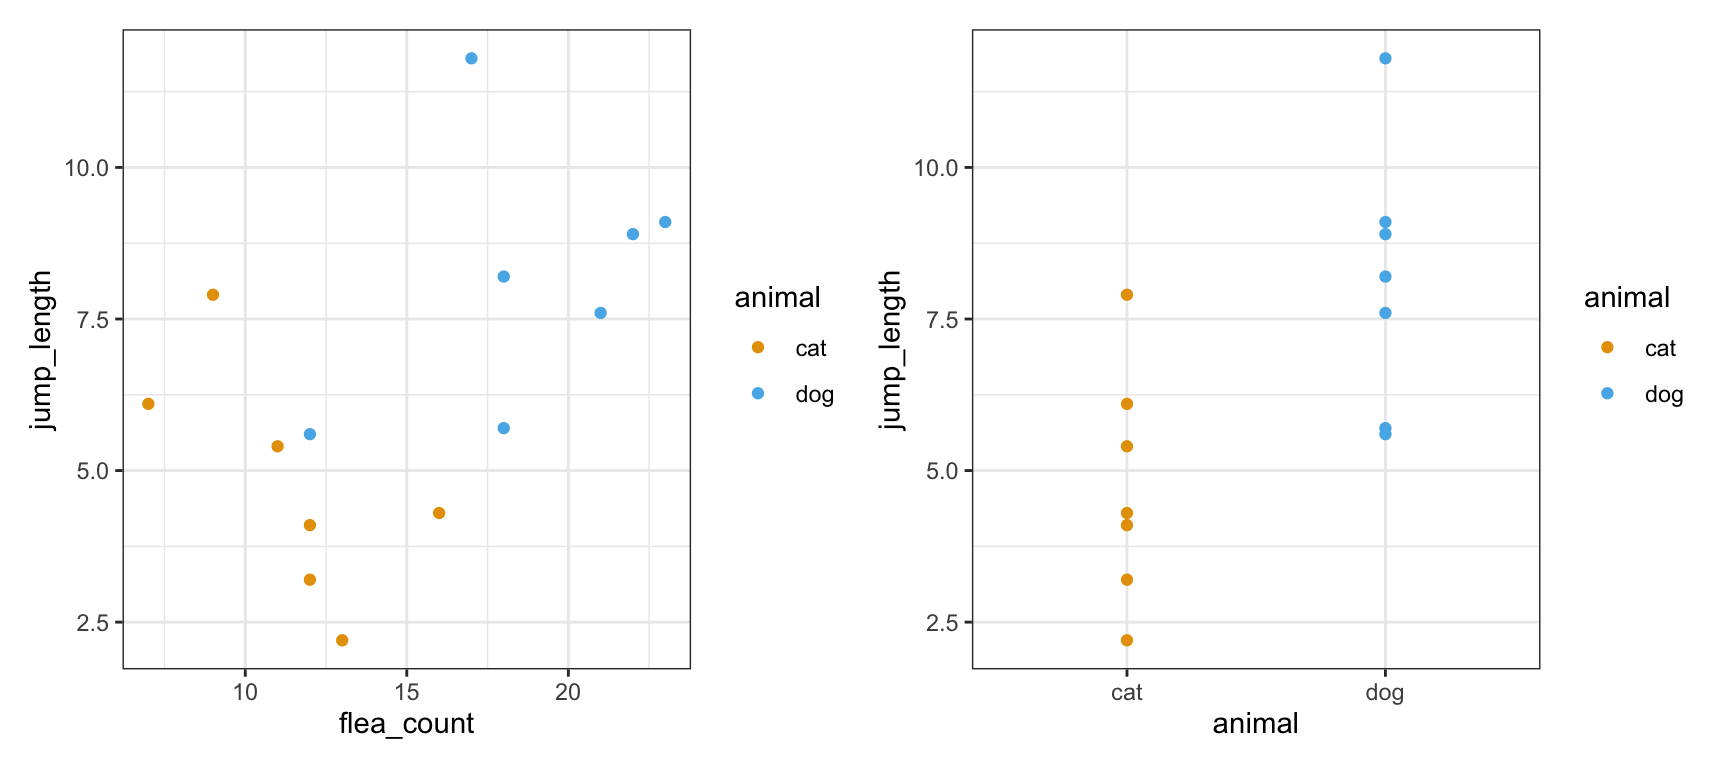 jump_length
10.0
7.5
5.0
2.5
10 15 20
flea_count
animal
cat
dog
jump_length
10.0
7.5
5.0
2.5
cat dog
animal
animal
cat
dog